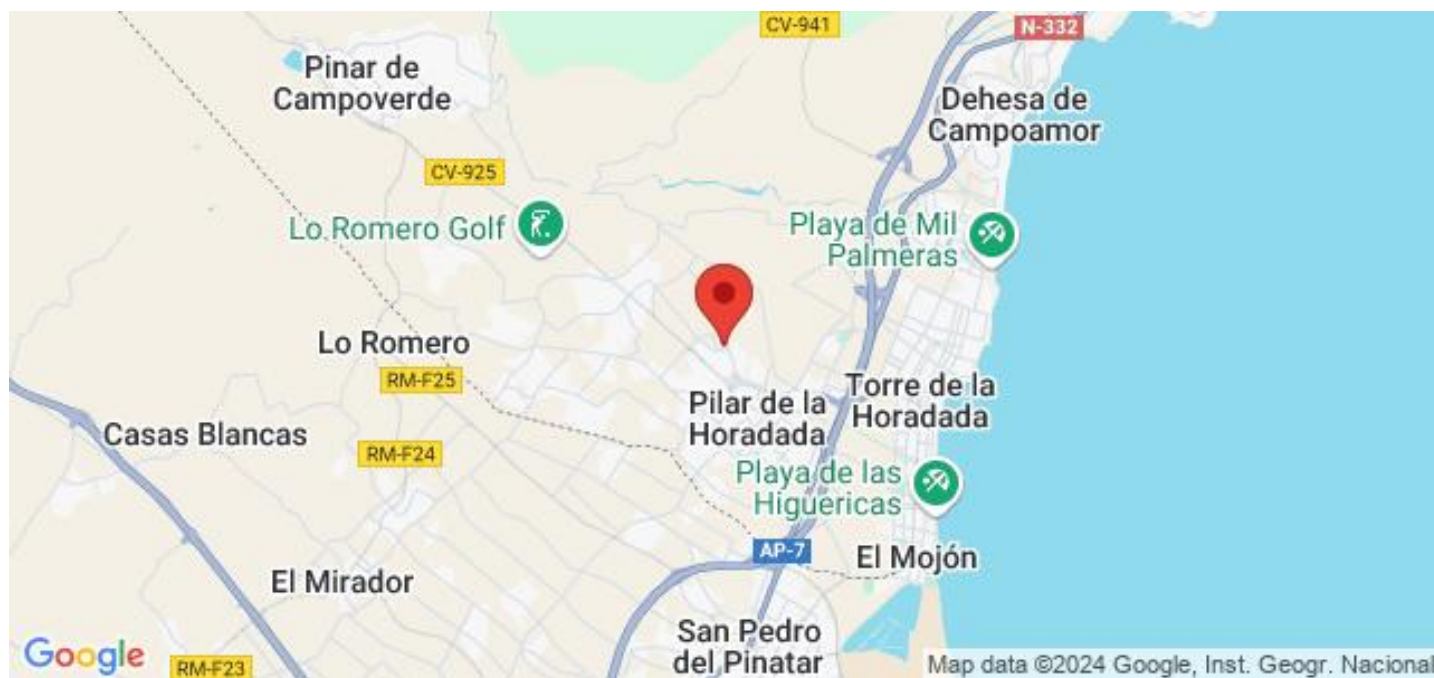 CV-941
N-332
Pinar de
Campoverde
Dehesa de
Campoamor
CV-925
Lo Romero Golf
Playa de Mil
Palmeras
Lo Romero
RM-F25
Torre de la
Horadada
Pilar de la
Horadada
Casas Blancas
RM-F24
Playa de las
Higuericas
AP-7
El Mojón
El Mirador
San Pedro
del Pinatar
Google
RM-F23
Map data ©2024 Google, Inst. Geogr. Nacional